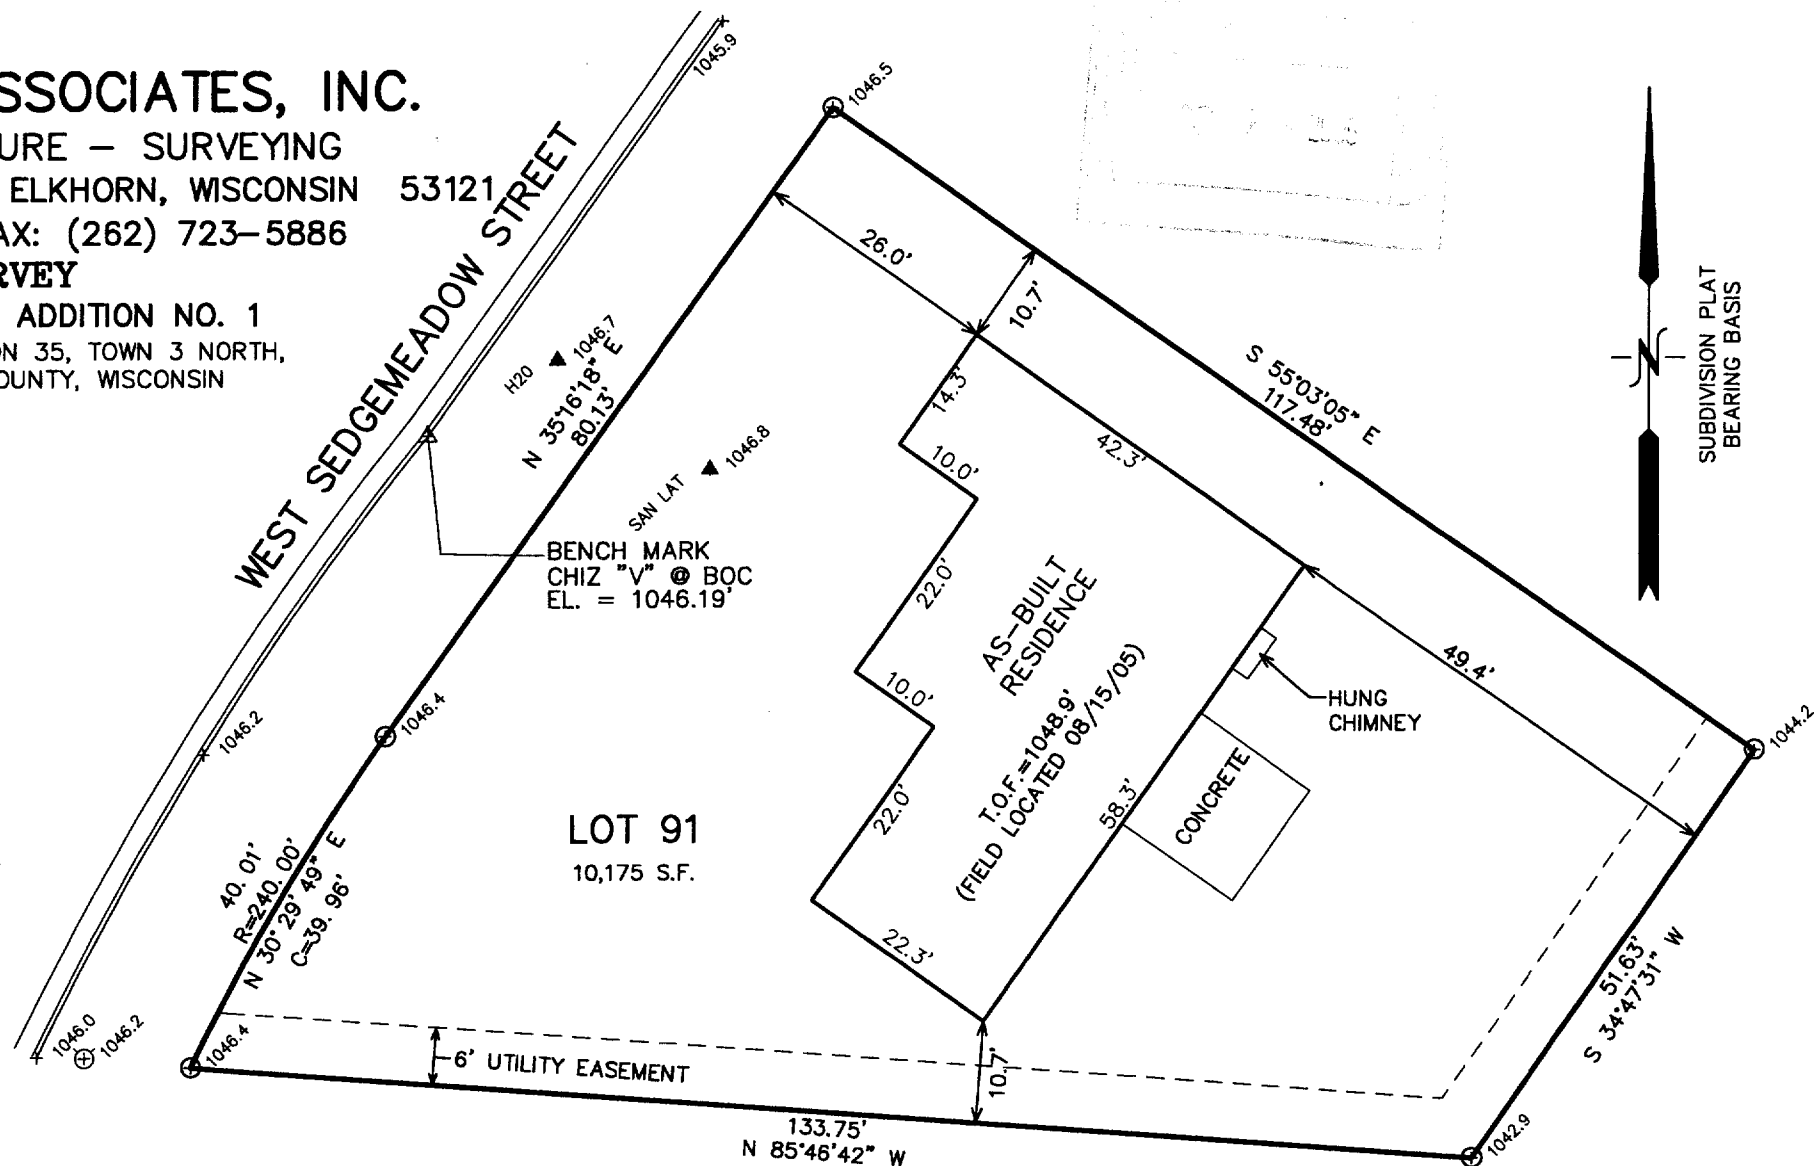 SSOCIATES, INC.
URE – SURVEYING
ELKHORN, WISCONSIN 53121
AX: (262) 723–5886
RVEY
ADDITION NO. 1
ON 35, TOWN 3 NORTH,
OUNTY, WISCONSIN
WEST SEDGEMEADOW STREET
1045.9
1046.5
26.0'
10.7'
H20
1046.7
N 35°16'18" E
80.13'
SAN LAT
1046.8
14.3'
10.0'
42.3'
S 55°03'05" E
117.48'
N
SUBDIVISION PLAT
BEARING BASIS
BENCH MARK
CHIZ "V" @ BOC
EL. = 1046.19'
22.0'
AS–BUILT
RESIDENCE
T.O.F.=1048.9'
(FIELD LOCATED 08/15/05)
10.0'
49.4'
HUNG
CHIMNEY
1046.2
1046.4
1044.2
58.3'
CONCRETE
22.0'
LOT 91
10,175 S.F.
40.01'
R=240.00'
N 30°29'49" E
C=39.96'
22.3'
51.63'
S 34°47'31" W
1046.0
1046.2
1046.4
6' UTILITY EASEMENT
10.7'
133.75'
N 85°46'42" W
1042.9